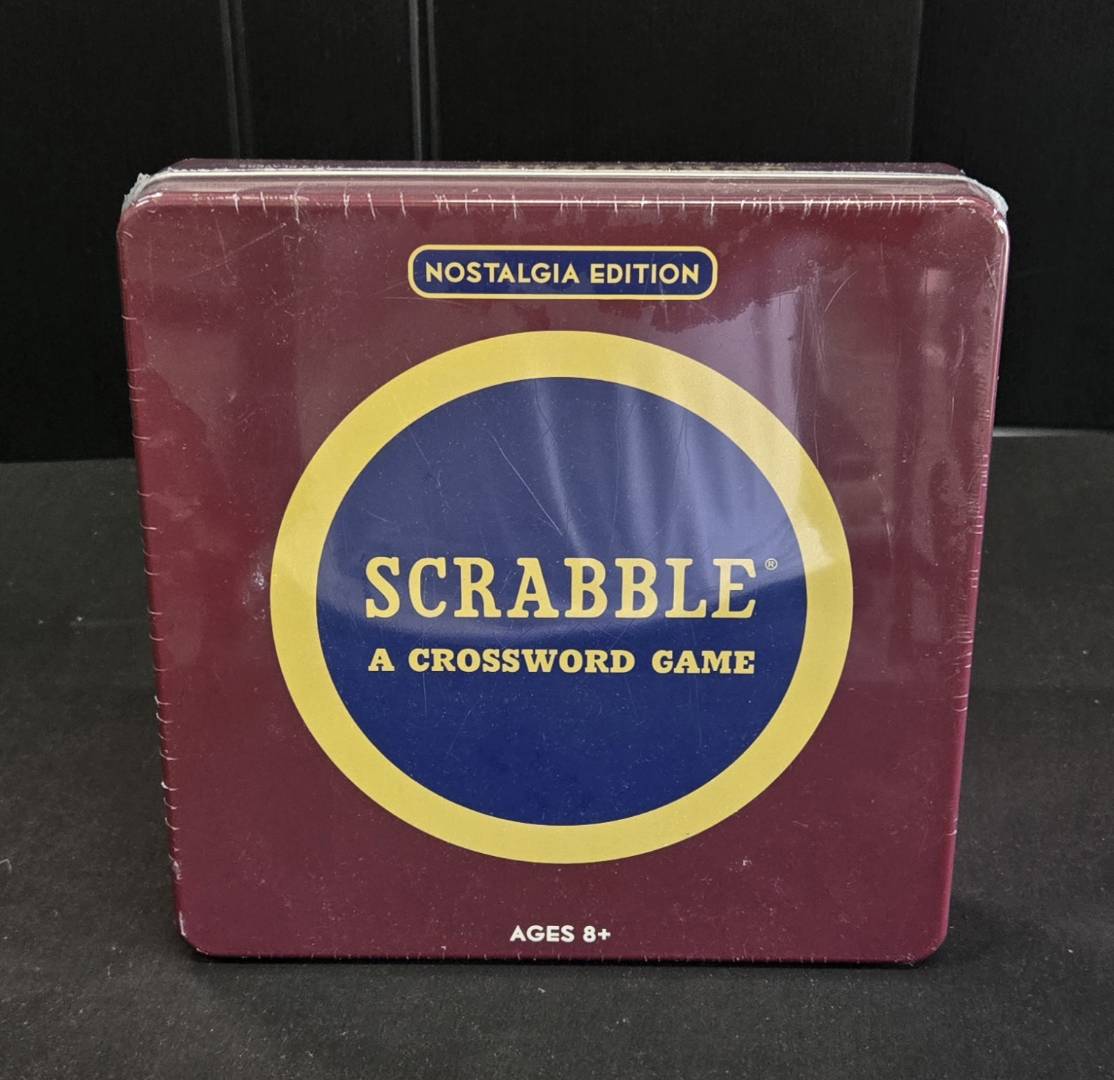 NOSTALGIA EDITION
SCRABBLE®
A CROSSWORD GAME
AGES 8+